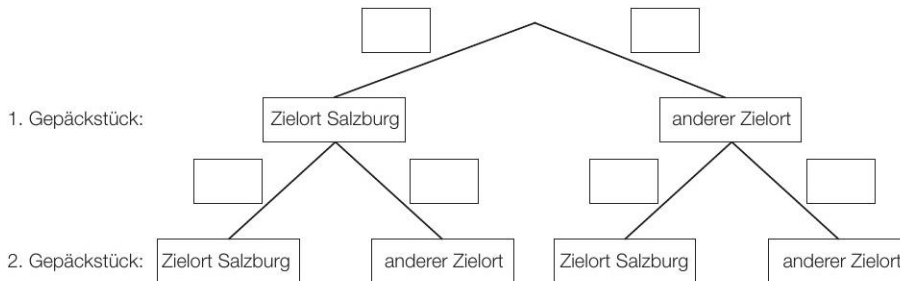 1. Gepäckstück: Zielort Salzburg anderer Zielort
2. Gepäckstück: Zielort Salzburg anderer Zielort Zielort Salzburg anderer Zielort